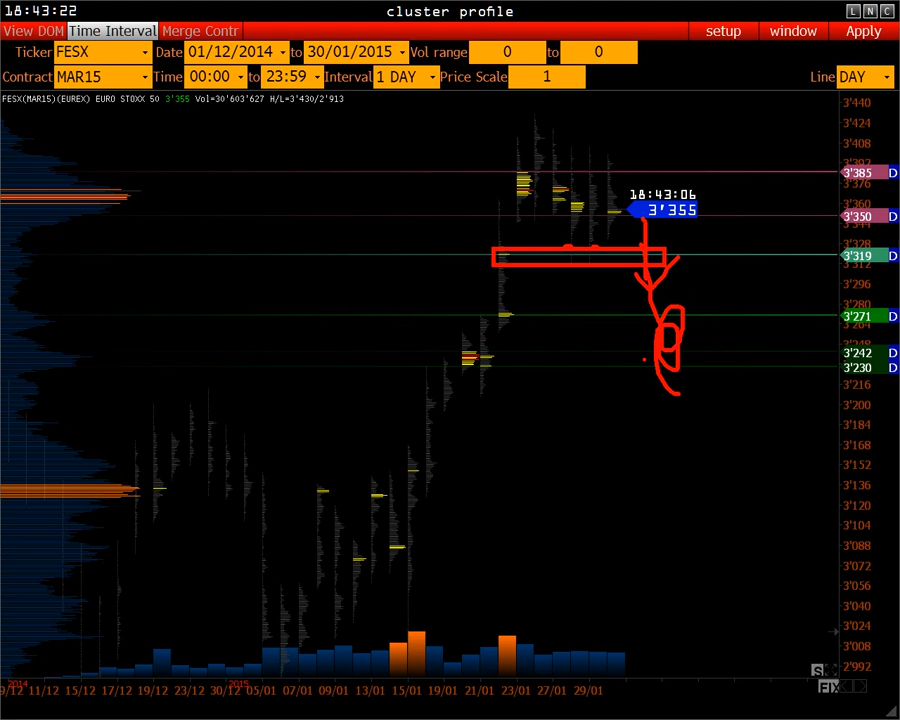 18:43:22
cluster profile
L N C
View DOM Time Interval Merge Contr
setup window Apply
Ticker FESX Date 01/12/2014 to 30/01/2015 Vol range 0 to 0
Contract MAR15 Time 00:00 to 23:59 Interval 1 DAY Price Scale 1 Line DAY
FESX(MAR15)(EUREX) EURO STOXX 50 3'355 Vol=30'603'627 H/L=3'430/2'913
3'440
3'424
3'408
3'385 D
3'376
18:43:06
3'355
3'360
3'350 D
3'344
3'328
3'319 D
3'312
3'296
3'280
3'271 D
3'264
3'242 D
3'230 D
3'216
3'200
3'184
3'168
3'152
3'136
3'120
3'104
3'088
3'072
3'056
3'040
3'024
3'008
2'992
S
FIX
2014 2015
9/12 11/12 15/12 17/12 19/12 23/12 30/12 05/01 07/01 09/01 13/01 15/01 19/01 21/01 23/01 27/01 29/01